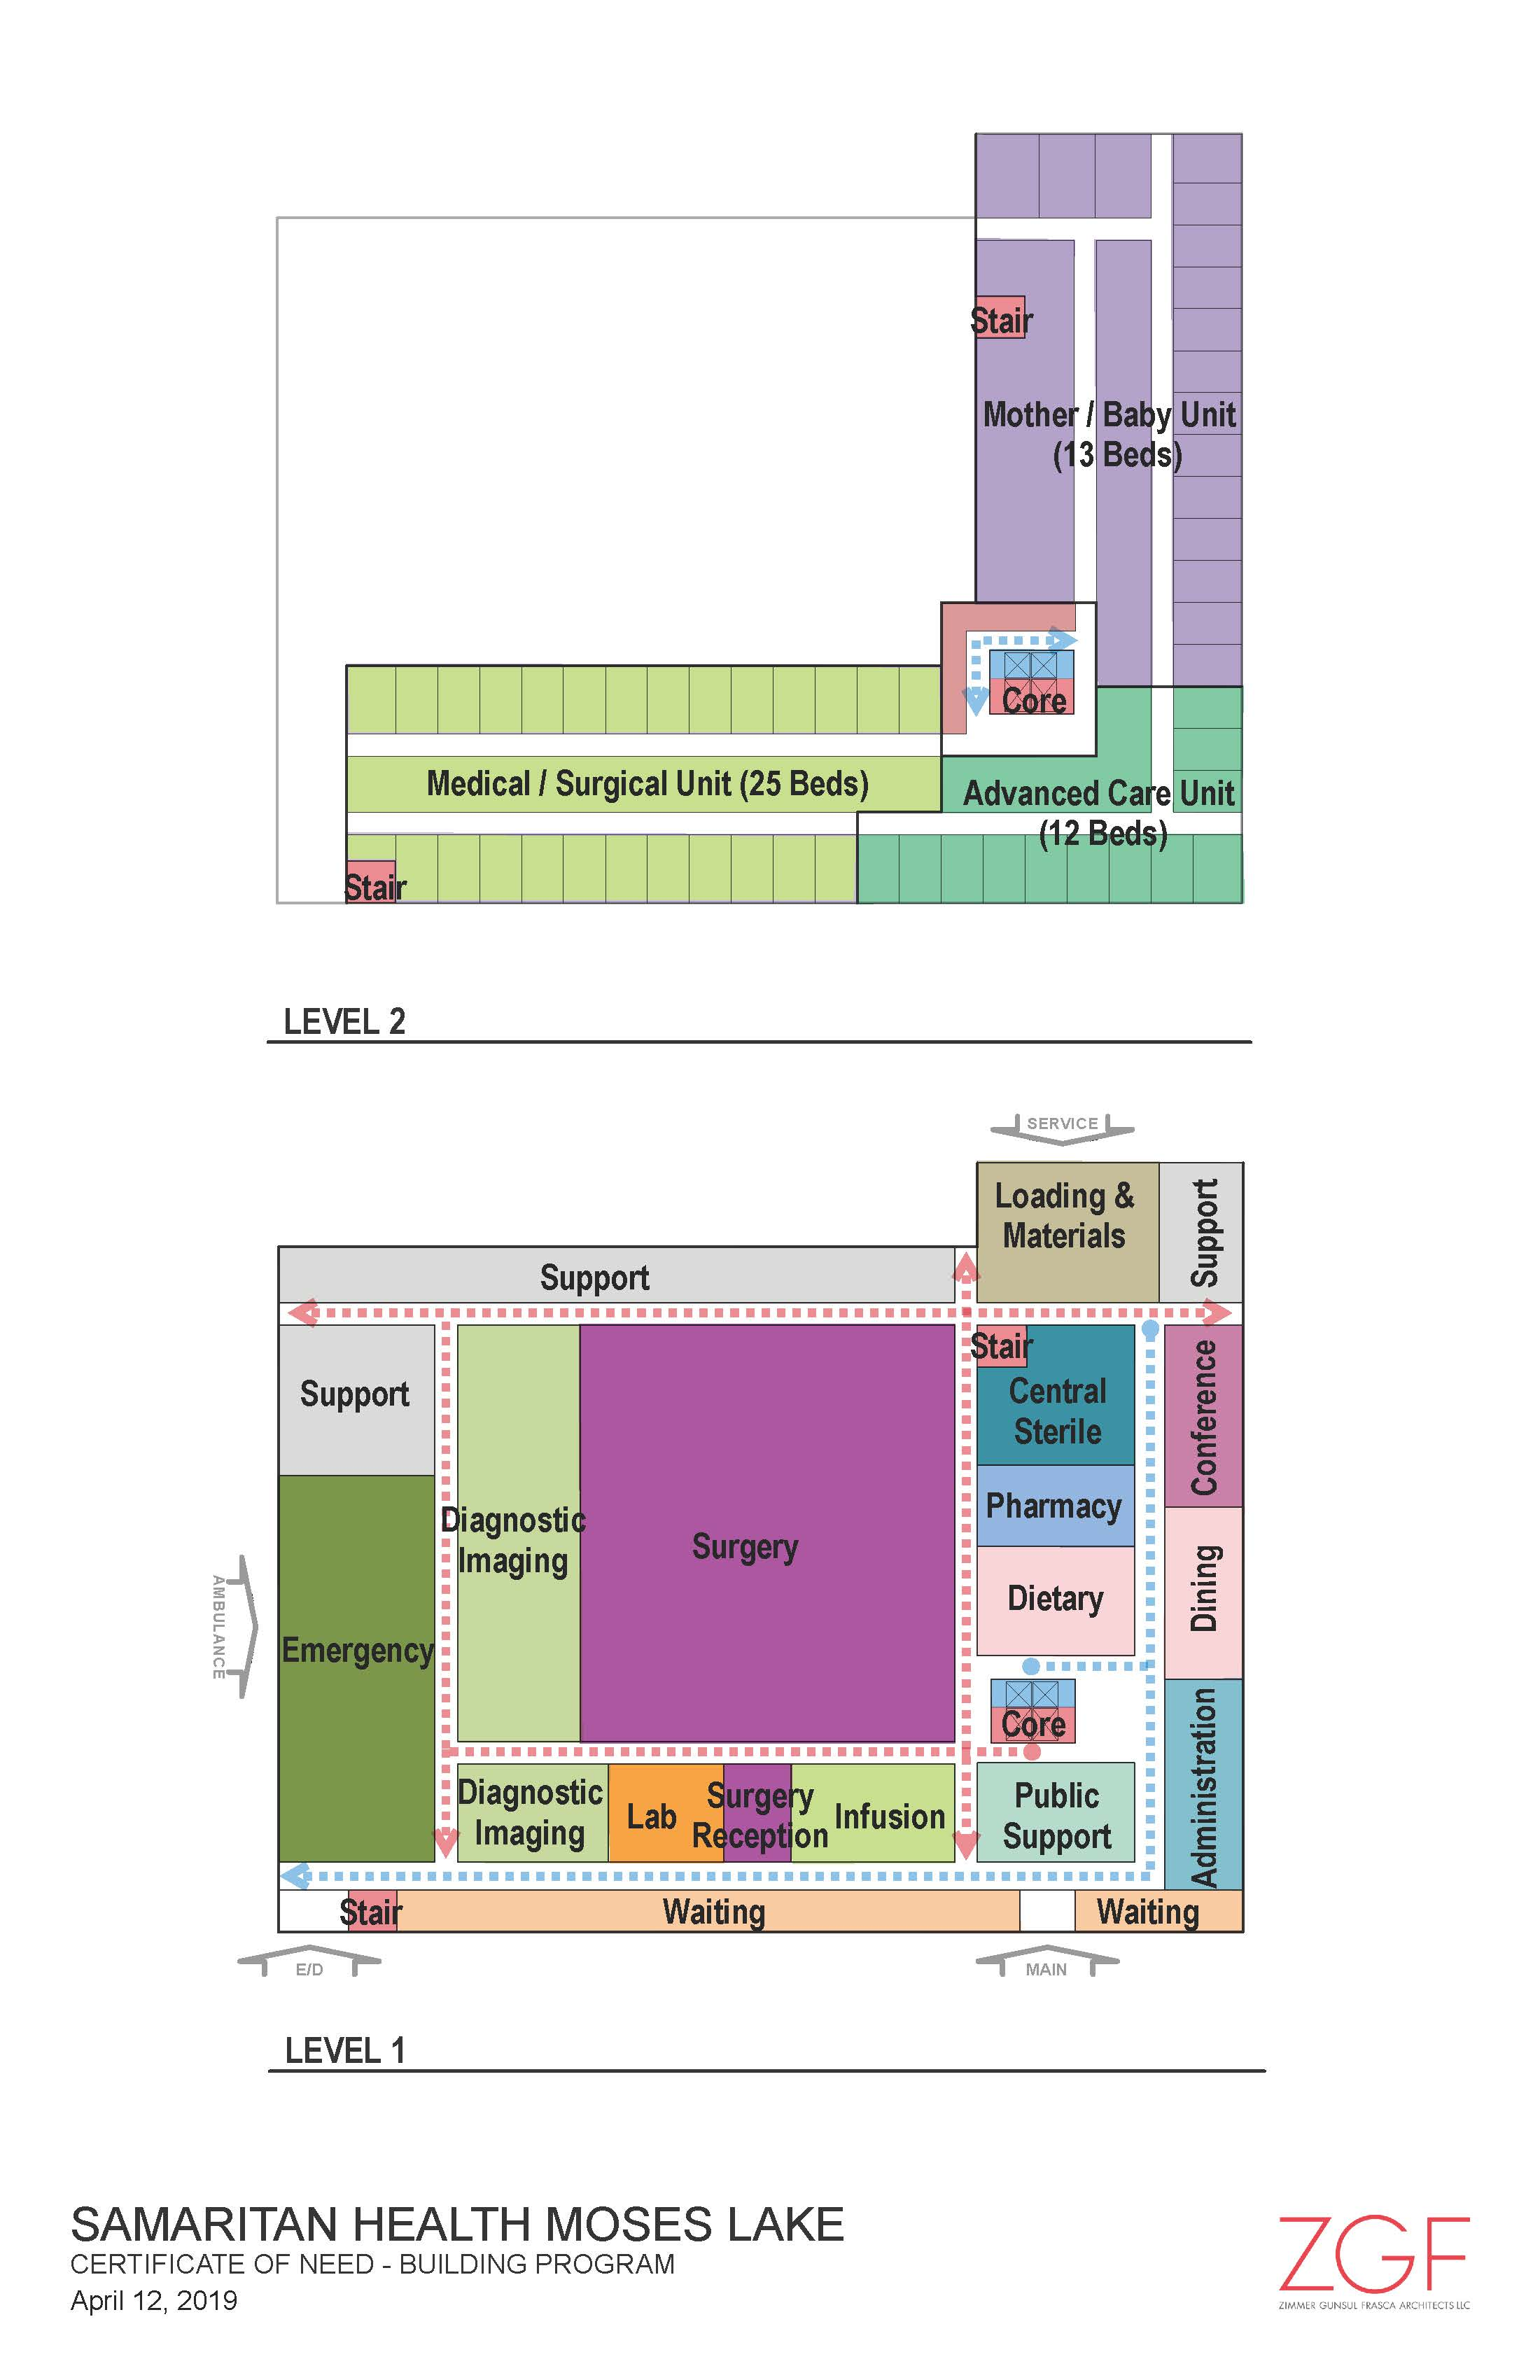 Stair
Mother / Baby Unit
(13 Beds)
Core
Medical / Surgical Unit (25 Beds)
Advanced Care Unit
(12 Beds)
Stair
LEVEL 2
SERVICE
Loading &
Materials
Support
Support
Stair
Central
Sterile
Conference
Support
Diagnostic
Imaging
Surgery
Pharmacy
Dining
AMBULANCE
Emergency
Dietary
Core
Administration
Diagnostic
Imaging
Lab
Surgery
Reception
Infusion
Public
Support
Stair
Waiting
Waiting
E/D
MAIN
LEVEL 1
SAMARITAN HEALTH MOSES LAKE
CERTIFICATE OF NEED - BUILDING PROGRAM
April 12, 2019
ZGF
ZIMMER GUNSUL FRASCA ARCHITECTS LLC